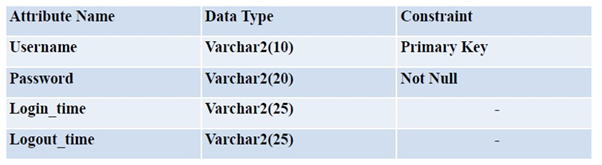 Attribute Name Data Type Constraint
Username Varchar2(10) Primary Key
Password Varchar2(20) Not Null
Login_time Varchar2(25) -
Logout_time Varchar2(25) -